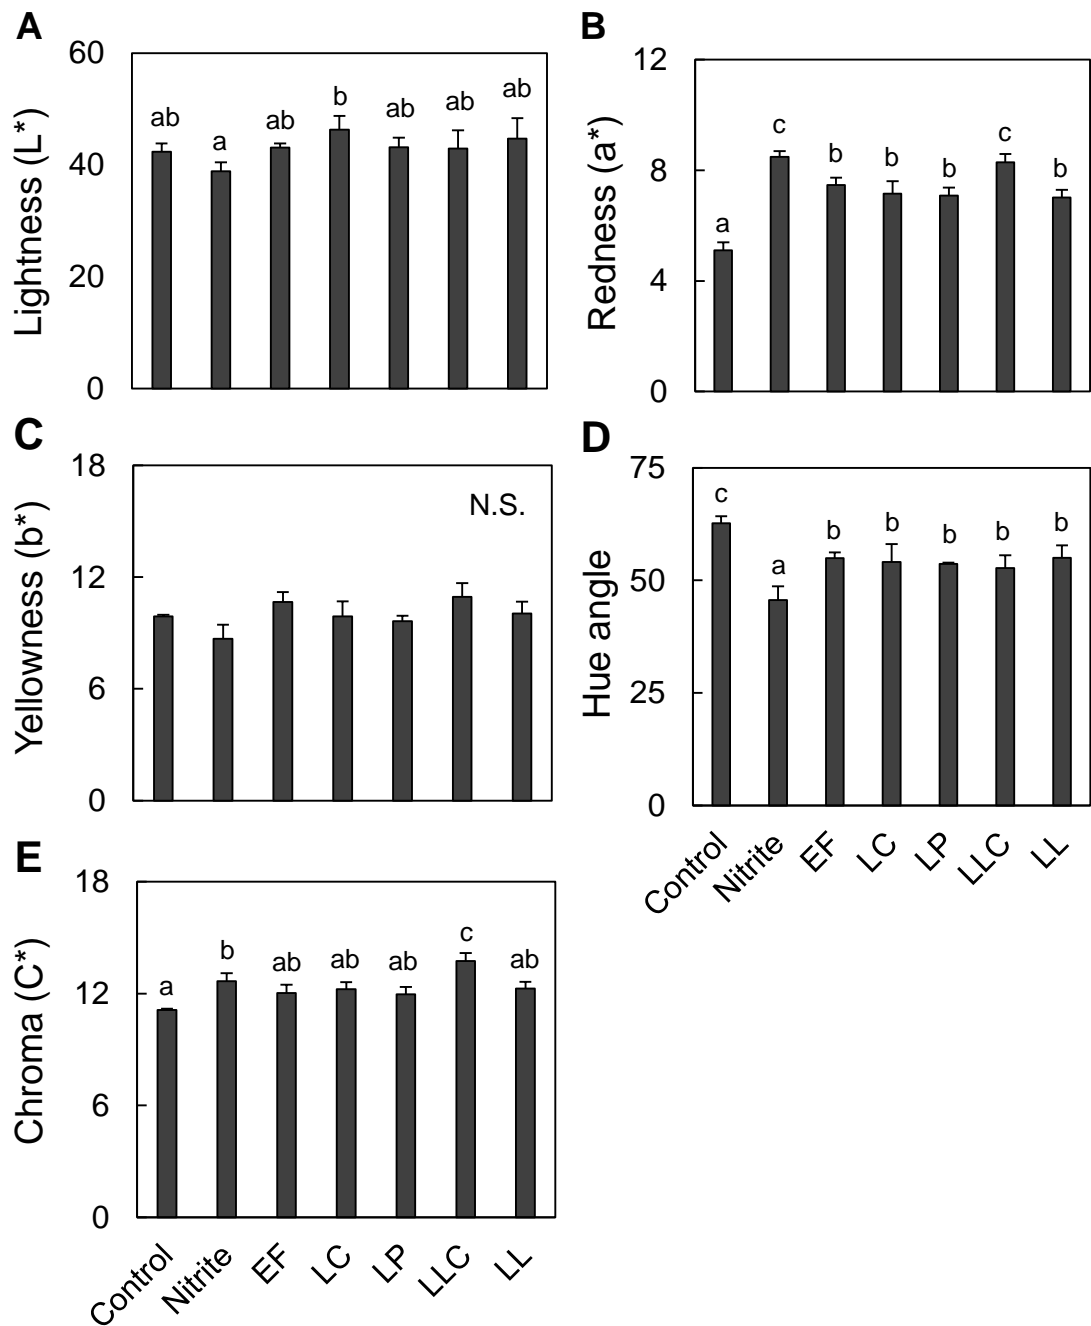 A
Lightness (L*)
60
40
20
0
ab
a
ab
b
ab
ab
ab
B
Redness (a*)
12
8
4
0
a
c
b
b
b
c
b
C
Yellowness (b*)
18
12
6
0
N.S.
D
Hue angle
75
50
25
0
c
a
b
b
b
b
b
Control
Nitrite
EF
LC
LP
LLC
LL
E
Chroma (C*)
18
12
6
0
a
b
ab
ab
ab
c
ab
Control
Nitrite
EF
LC
LP
LLC
LL